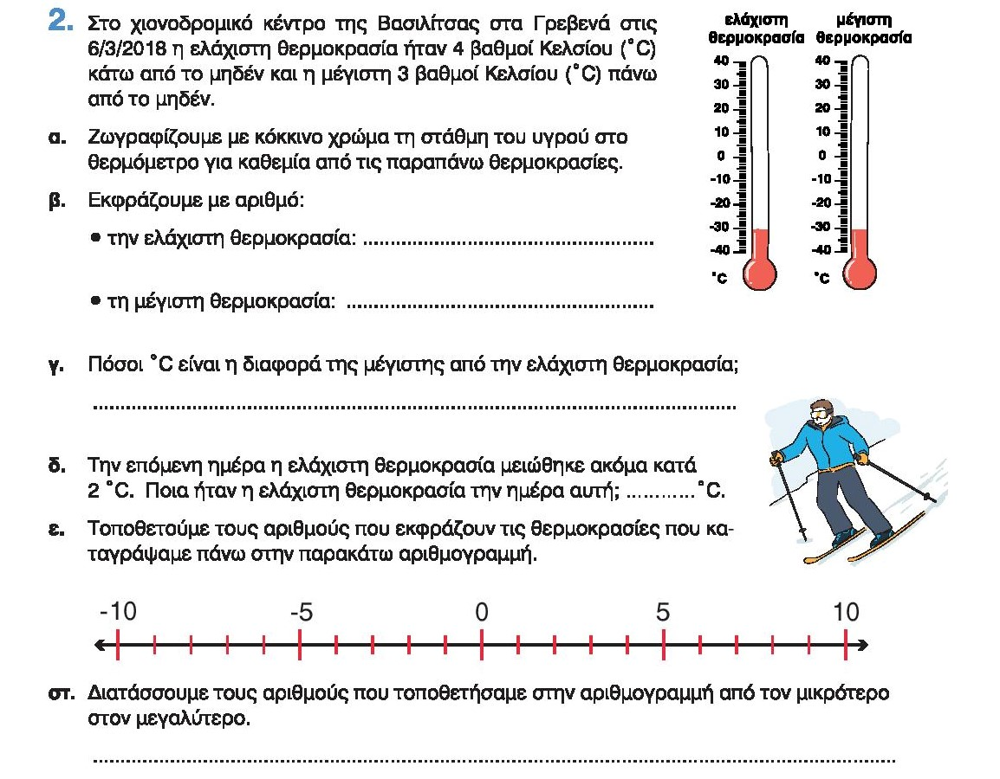 2. Στο χιονοδρομικό κέντρο της Βασιλίτσας στα Γρεβενά στις
6/3/2018 η ελάχιστη θερμοκρασία ήταν 4 βαθμοί Κελσίου (˚C)
κάτω από το μηδέν και η μέγιστη 3 βαθμοί Κελσίου (˚C) πάνω
από το μηδέν.
α. Ζωγραφίζουμε με κόκκινο χρώμα τη στάθμη του υγρού στο
θερμόμετρο για καθεμία από τις παραπάνω θερμοκρασίες.
β. Εκφράζουμε με αριθμό:
• την ελάχιστη θερμοκρασία: ......................................................
• τη μέγιστη θερμοκρασία: .........................................................
ελάχιστη μέγιστη
θερμοκρασία θερμοκρασία
40 40
30 30
20 20
10 10
0 0
-10 -10
-20 -20
-30 -30
-40 -40
˚C ˚C
γ. Πόσοι ˚C είναι η διαφορά της μέγιστης από την ελάχιστη θερμοκρασία;
........................................................................................................................
δ. Την επόμενη ημέρα η ελάχιστη θερμοκρασία μειώθηκε ακόμα κατά
2 ˚C. Ποια ήταν η ελάχιστη θερμοκρασία την ημέρα αυτή; ............˚C.
ε. Τοποθετούμε τους αριθμούς που εκφράζουν τις θερμοκρασίες που κα-
ταγράψαμε πάνω στην παρακάτω αριθμογραμμή.
-10 -5 0 5 10
στ. Διατάσσουμε τους αριθμούς που τοποθετήσαμε στην αριθμογραμμή από τον μικρότερο
στον μεγαλύτερο.
....................................................................................................................................................